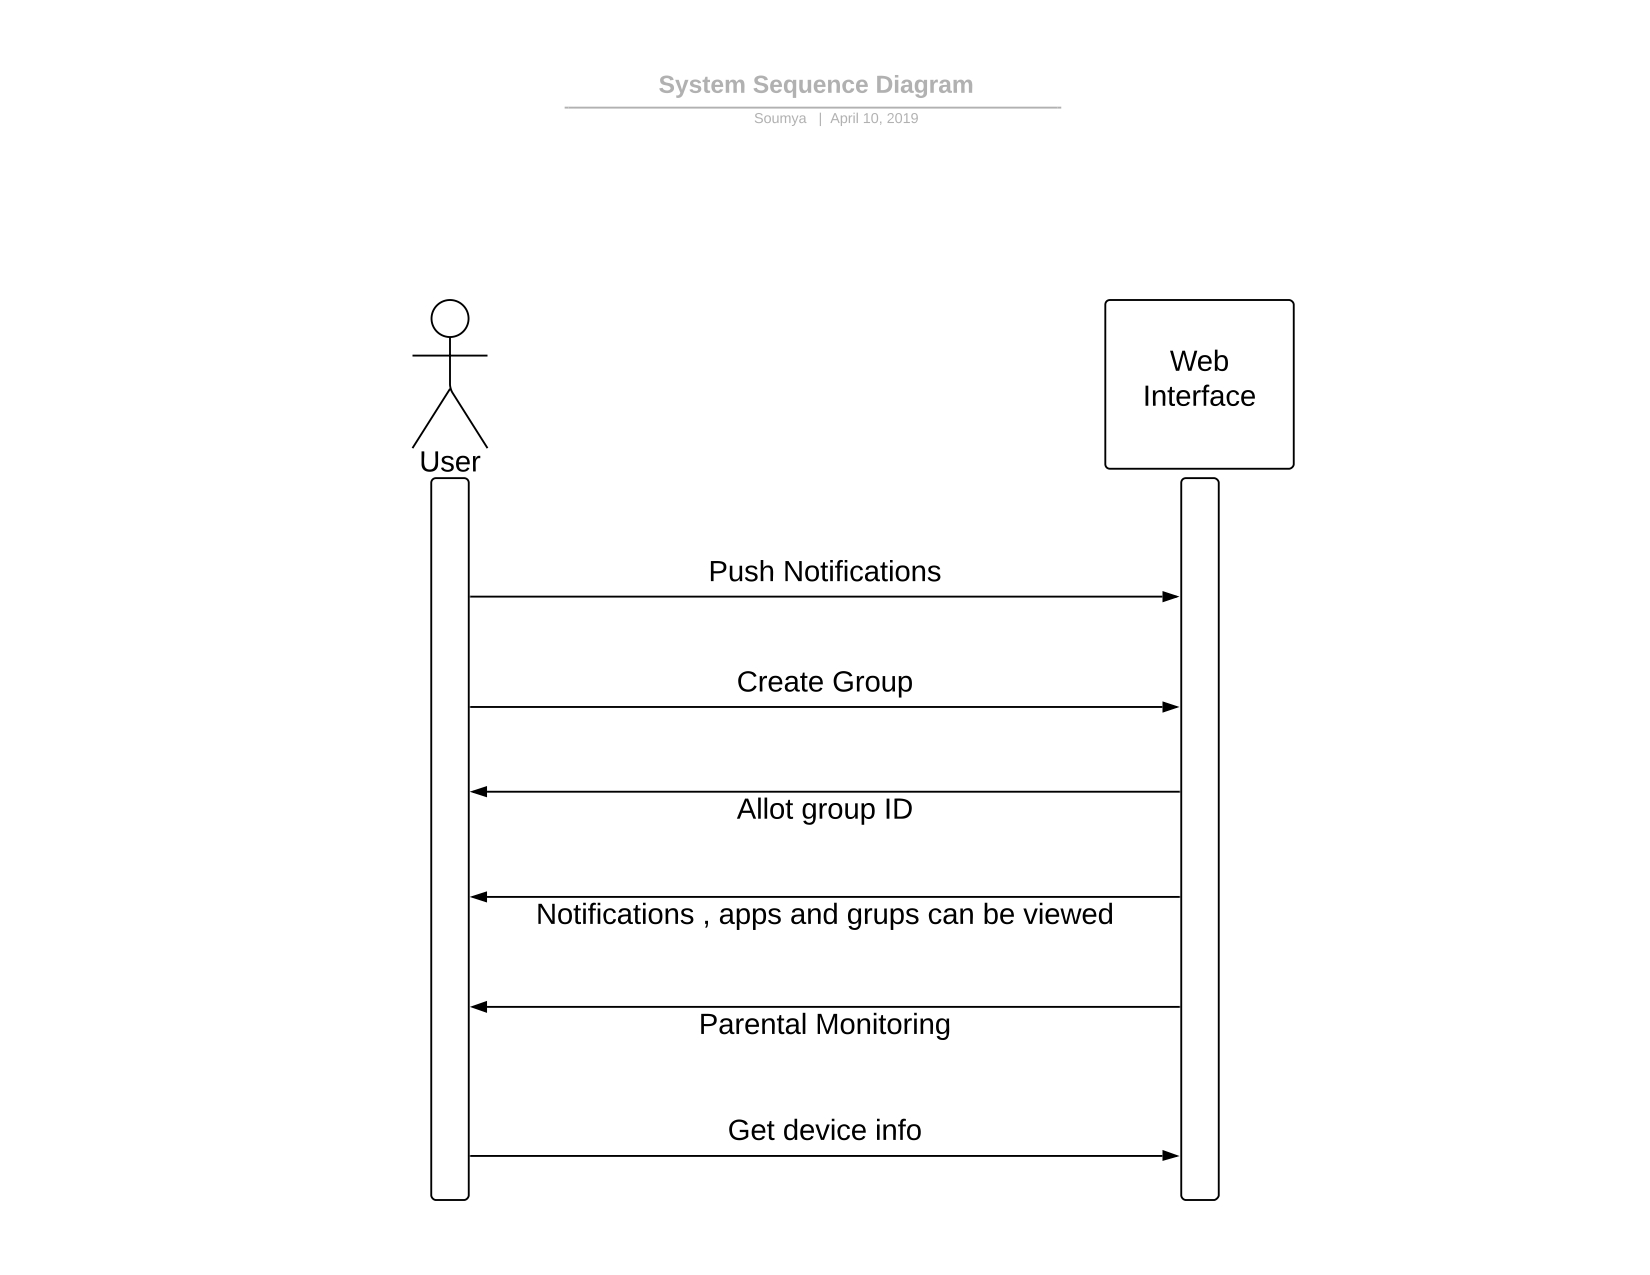 System Sequence Diagram
Soumya | April 10, 2019
Web
Interface
User
Push Notifications
Create Group
Allot group ID
Notifications , apps and grups can be viewed
Parental Monitoring
Get device info